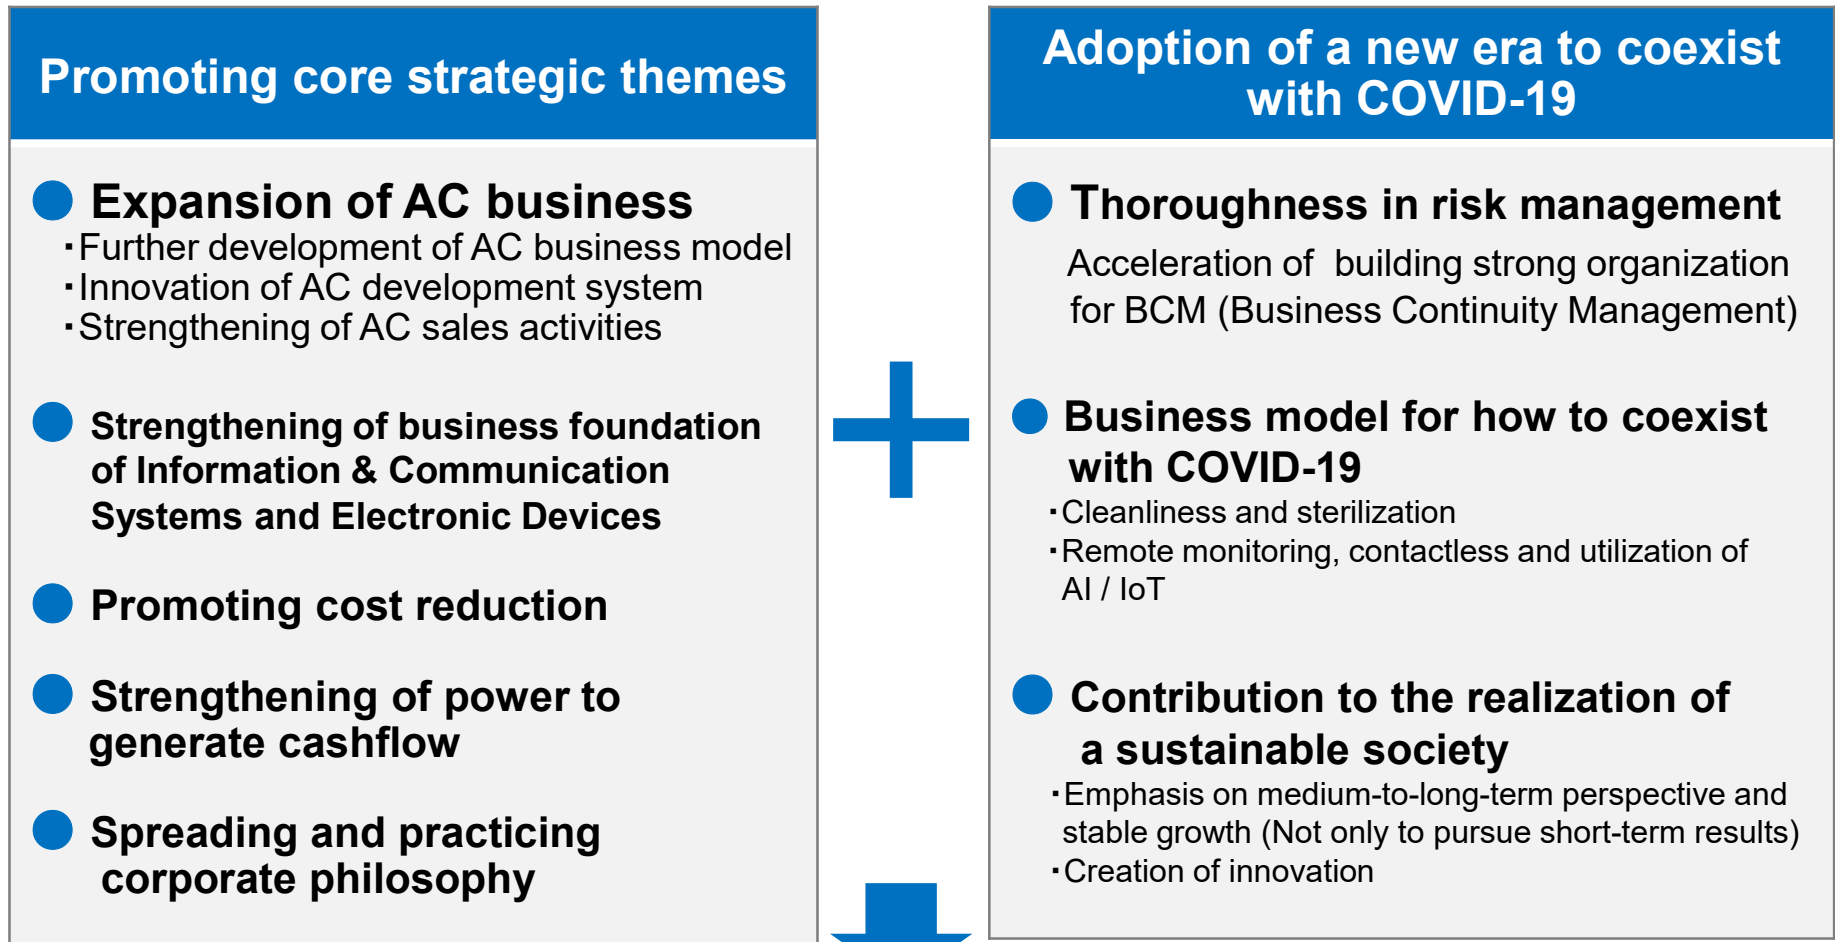 Promoting core strategic themes
● Expansion of AC business
・Further development of AC business model
・Innovation of AC development system
・Strengthening of AC sales activities
● Strengthening of business foundation
of Information & Communication
Systems and Electronic Devices
● Promoting cost reduction
● Strengthening of power to
generate cashflow
● Spreading and practicing
corporate philosophy
Adoption of a new era to coexist
with COVID-19
● Thoroughness in risk management
Acceleration of building strong organization
for BCM (Business Continuity Management)
● Business model for how to coexist
with COVID-19
・Cleanliness and sterilization
・Remote monitoring, contactless and utilization of
AI / IoT
● Contribution to the realization of
a sustainable society
・Emphasis on medium-to-long-term perspective and
stable growth (Not only to pursue short-term results)
・Creation of innovation